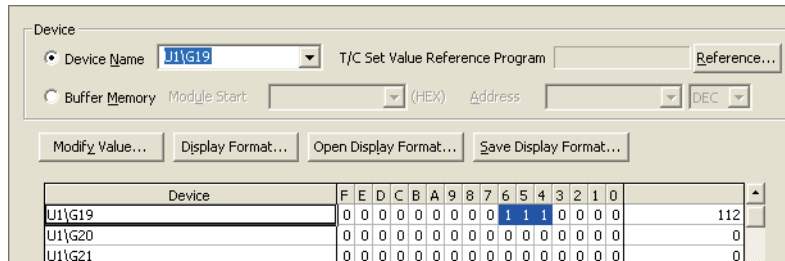 Device
Device Name U1\G19 T/C Set Value Reference Program Reference...
Buffer Memory Module Start (HEX) Address DEC
Modify Value... Display Format... Open Display Format... Save Display Format...
Device F E D C B A 9 8 7 6 5 4 3 2 1 0
U1\G19 0 0 0 0 0 0 0 0 0 1 1 1 0 0 0 0 112
U1\G20 0 0 0 0 0 0 0 0 0 0 0 0 0 0 0 0 0
U1\G21 0 0 0 0 0 0 0 0 0 0 0 0 0 0 0 0 0